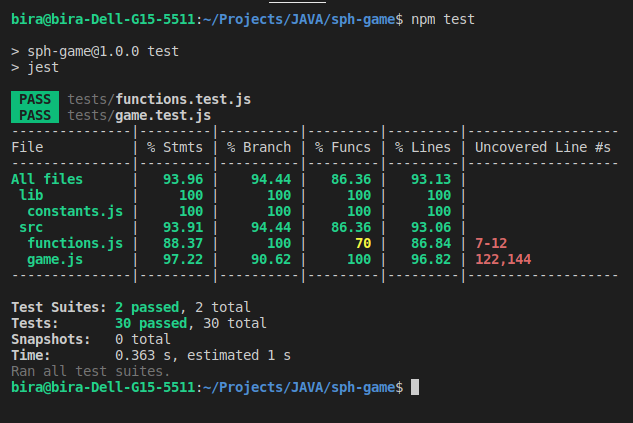 bira@bira-Dell-G15-5511:~/Projects/JAVA/sph-game$ npm test
> sph-game@1.0.0 test
> jest
PASS tests/functions.test.js
PASS tests/game.test.js
---------------|---------|----------|---------|---------|-------------------
File           | % Stmts | % Branch | % Funcs | % Lines | Uncovered Line #s
---------------|---------|----------|---------|---------|-------------------
All files      |   93.96 |    94.44 |   86.36 |   93.13 |
 lib           |     100 |      100 |     100 |     100 |
  constants.js |     100 |      100 |     100 |     100 |
 src           |   93.91 |    94.44 |   86.36 |   93.06 |
  functions.js |   88.37 |      100 |      70 |   86.84 | 7-12
  game.js      |   97.22 |    90.62 |     100 |   96.82 | 122,144
---------------|---------|----------|---------|---------|-------------------
Test Suites: 2 passed, 2 total
Tests:       30 passed, 30 total
Snapshots:   0 total
Time:        0.363 s, estimated 1 s
Ran all test suites.
bira@bira-Dell-G15-5511:~/Projects/JAVA/sph-game$